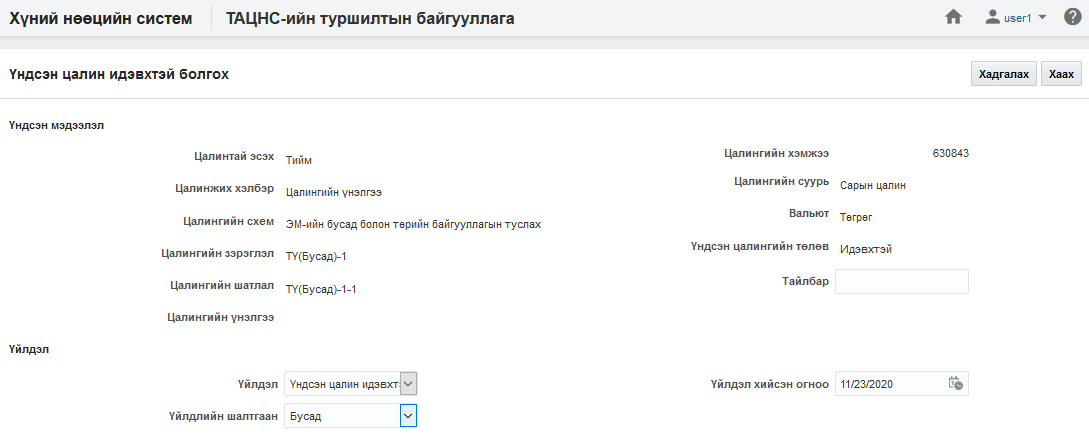 Хүний нөөцийн систем ТАЦНС-ийн туршилтын байгууллага user1
Үндсэн цалин идэвхтэй болгох Хадгалах Хаах
Үндсэн мэдээлэл
Цалинтай эсэх Тийм Цалингийн хэмжээ 630843
Цалинжих хэлбэр Цалингийн үнэлгээ Цалингийн суурь Сарын цалин
Цалингийн схем ЭМ-ийн бусад болон төрийн байгууллагын туслах Вальют Төгрөг
Цалингийн зэрэглэл ТҮ(Бусад)-1 Үндсэн цалингийн төлөв Идэвхтэй
Цалингийн шатлал ТҮ(Бусад)-1-1 Тайлбар
Цалингийн үнэлгээ
Үйлдэл
Үйлдэл Үндсэн цалин идэвхтэ Үйлдэл хийсэн огноо 11/23/2020
Үйлдлийн шалтгаан Бусад